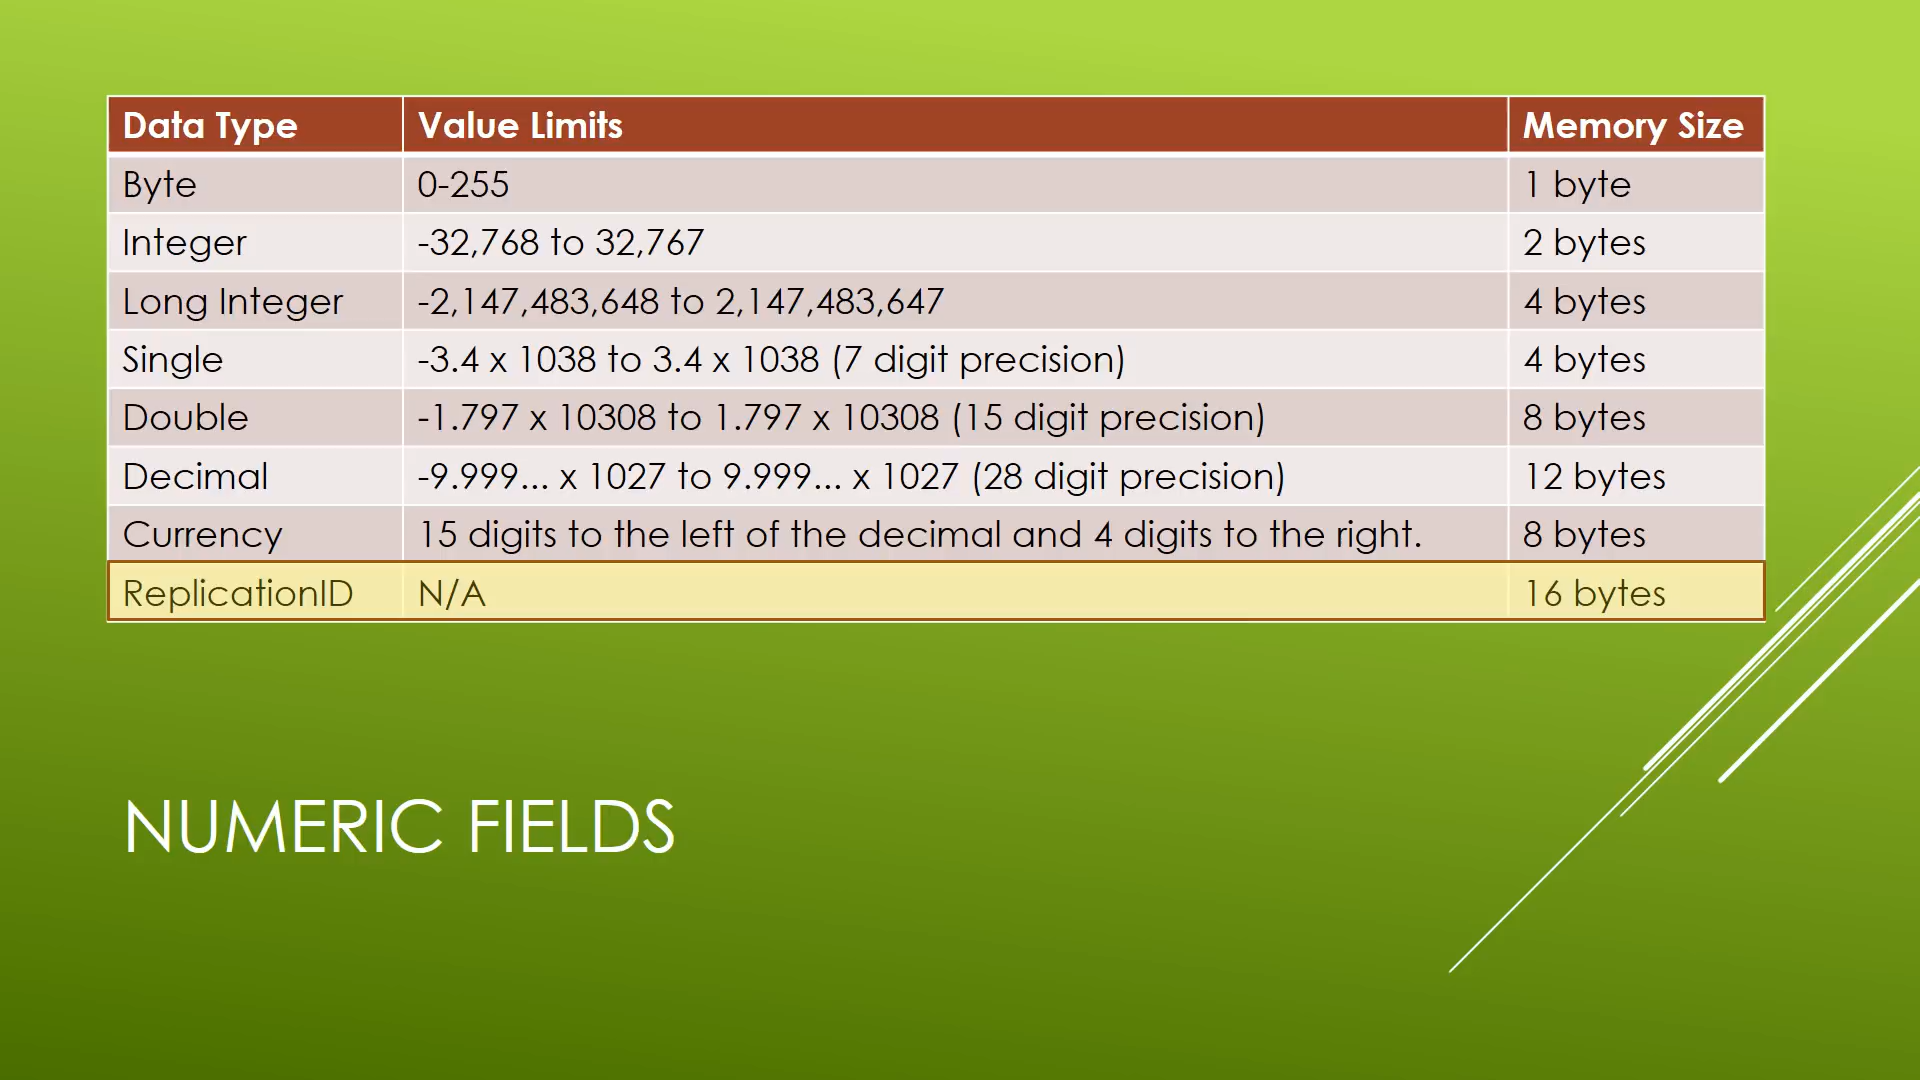 Data Type Value Limits Memory Size
Byte 0-255 1 byte
Integer -32,768 to 32,767 2 bytes
Long Integer -2,147,483,648 to 2,147,483,647 4 bytes
Single -3.4 x 1038 to 3.4 x 1038 (7 digit precision) 4 bytes
Double -1.797 x 10308 to 1.797 x 10308 (15 digit precision) 8 bytes
Decimal -9.999... x 1027 to 9.999... x 1027 (28 digit precision) 12 bytes
Currency 15 digits to the left of the decimal and 4 digits to the right. 8 bytes
ReplicationID N/A 16 bytes
NUMERIC FIELDS